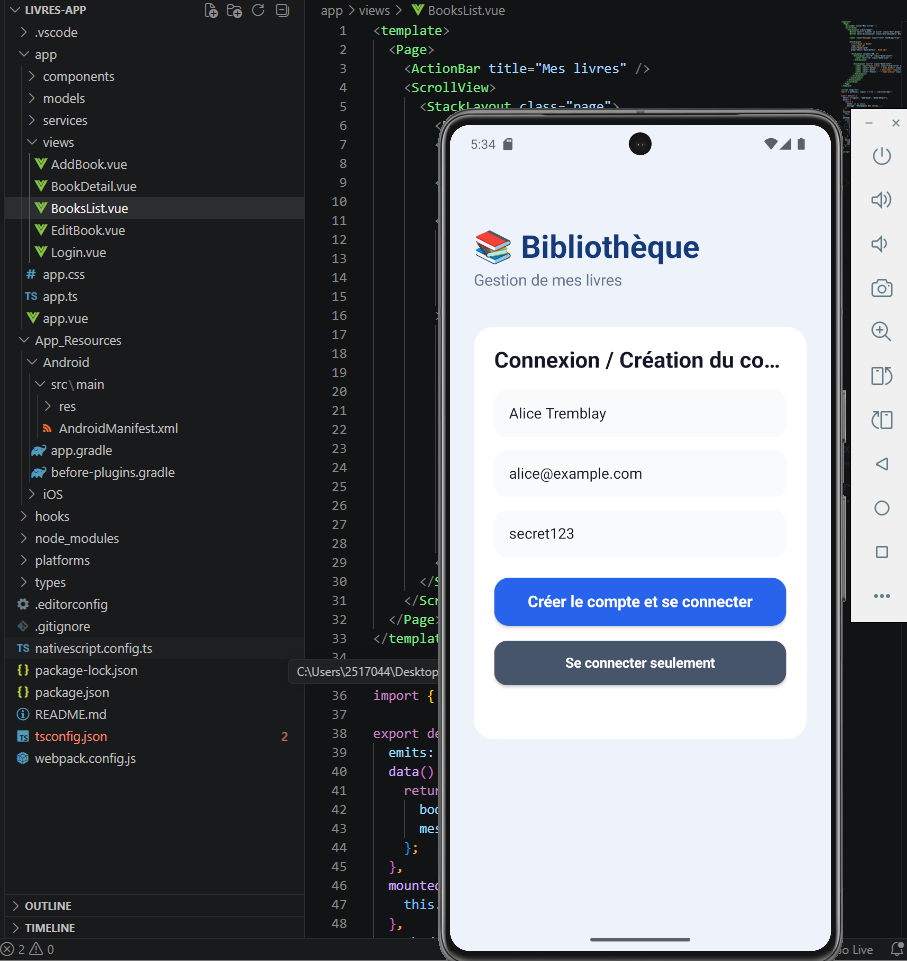 LIVRES-APP
.vscode
app
components
models
services
views
AddBook.vue
BookDetail.vue
BooksList.vue
EditBook.vue
Login.vue
# app.css
TS app.ts
app.vue
App_Resources
Android
src\main
res
AndroidManifest.xml
app.gradle
before-plugins.gradle
iOS
hooks
node_modules
platforms
types
.editorconfig
.gitignore
TS nativescript.config.ts
{} package-lock.json
{} package.json
README.md
TS tsconfig.json 2
webpack.config.js
OUTLINE
TIMELINE
2 0
app > views > BooksList.vue
1 <template>
2 <Page>
3 <ActionBar title="Mes livres" />
4 <ScrollView>
5 <StackLayout class="page">
6
7
8
9
10
11
12
13
14
15
16
17
18
19
20
21
22
23
24
25
26
27
28
29 <
30 </S
31 </Scr
32 </Page>
33 </templat
34
C:\Users\2517044\Desktop
36 import {
37
38 export de
39 emits:
40 data()
41 retur
42 boo
43 mes
44 };
45 },
46 mounted
47 this.
48 },
5:34
📚 Bibliothèque
Gestion de mes livres
Connexion / Création du co...
Alice Tremblay
alice@example.com
secret123
Créer le compte et se connecter
Se connecter seulement
Live